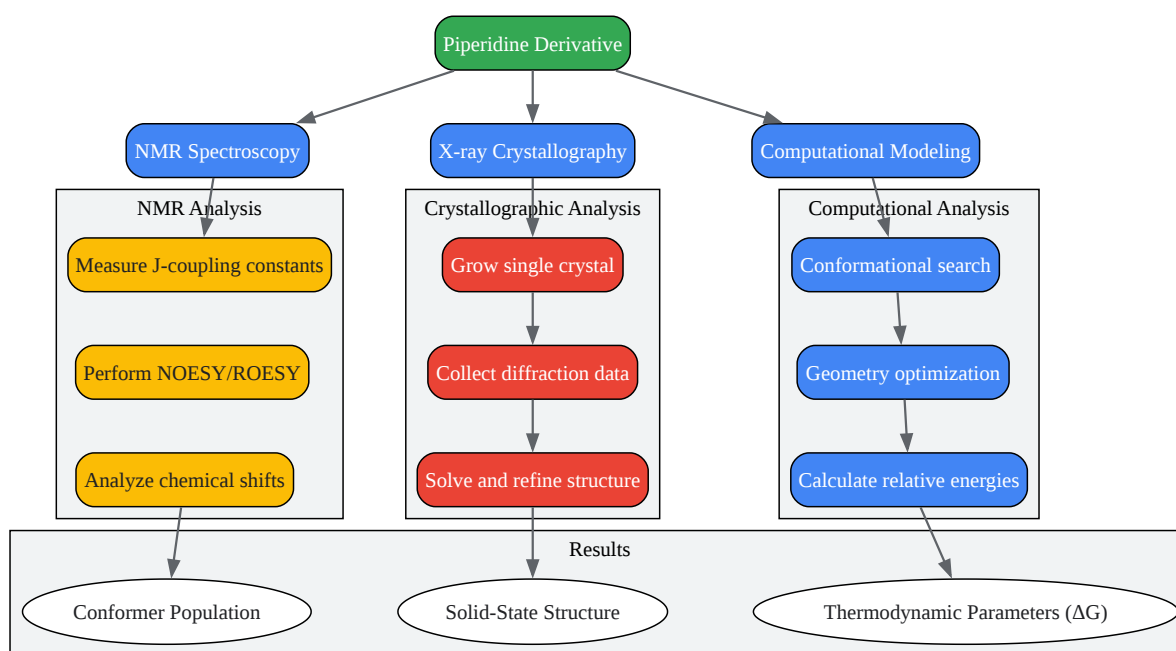 Piperidine Derivative
NMR Spectroscopy
X-ray Crystallography
Computational Modeling
NMR Analysis
Crystallographic Analysis
Computational Analysis
Measure J-coupling constants
Grow single crystal
Conformational search
Perform NOESY/ROESY
Collect diffraction data
Geometry optimization
Analyze chemical shifts
Solve and refine structure
Calculate relative energies
Results
Conformer Population
Solid-State Structure
Thermodynamic Parameters (ΔG)